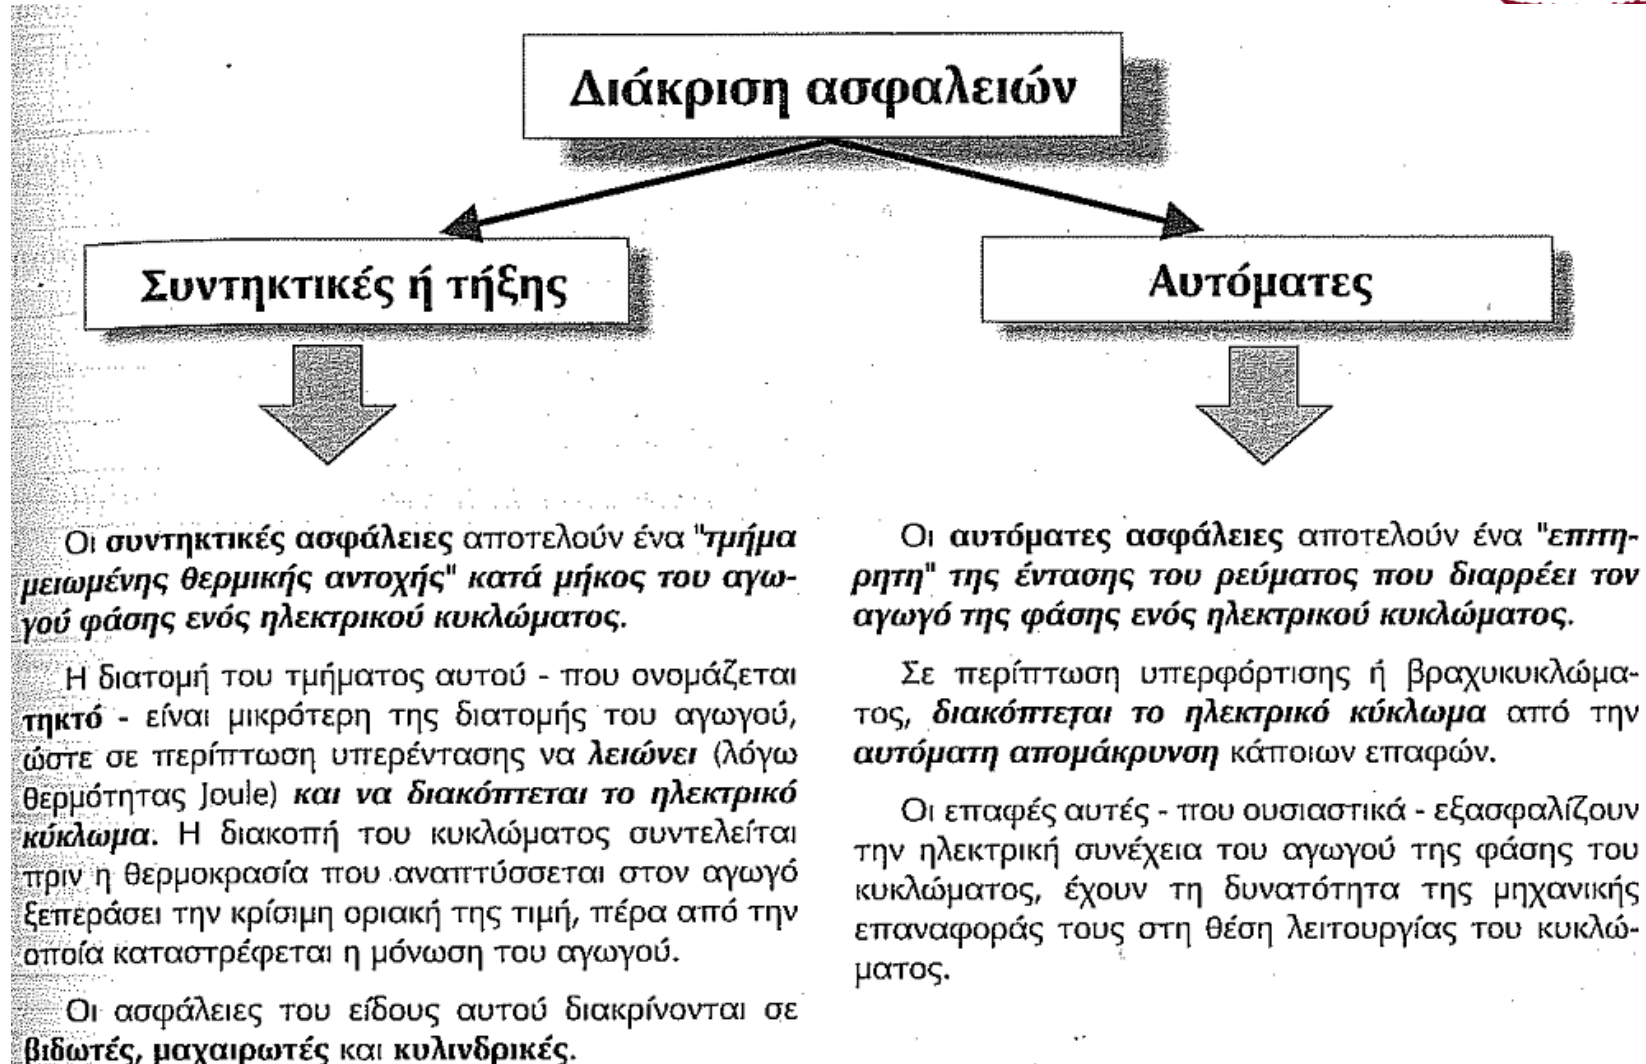 Διάκριση ασφαλειών
Συντηκτικές ή τήξης
Οι συντηκτικές ασφάλειες αποτελούν ένα "τμήμα
μειωμένης θερμικής αντοχής" κατά μήκος του αγω-
γού φάσης ενός ηλεκτρικού κυκλώματος.
Η διατομή του τμήματος αυτού - που ονομάζεται
τηκτό - είναι μικρότερη της διατομής του αγωγού,
ώστε σε περίπτωση υπερέντασης να λειώνει (λόγω
θερμότητας Joule) και να διακόπτεται το ηλεκτρικό
κύκλωμα. Η διακοπή του κυκλώματος συντελείται
πριν η θερμοκρασία που αναπτύσσεται στον αγωγό
ξεπεράσει την κρίσιμη οριακή της τιμή, πέρα από την
οποία καταστρέφεται η μόνωση του αγωγού.
Οι ασφάλειες του είδους αυτού διακρίνονται σε
βιδωτές, μαχαιρωτές και κυλινδρικές.
Αυτόματες
Οι αυτόματες ασφάλειες αποτελούν ένα "επιτη-
ρητη" της έντασης του ρεύματος που διαρρέει τον
αγωγό της φάσης ενός ηλεκτρικού κυκλώματος.
Σε περίπτωση υπερφόρτισης ή βραχυκυκλώμα-
τος, διακόπτεται το ηλεκτρικό κύκλωμα από την
αυτόματη απομάκρυνση κάποιων επαφών.
Οι επαφές αυτές - που ουσιαστικά - εξασφαλίζουν
την ηλεκτρική συνέχεια του αγωγού της φάσης του
κυκλώματος, έχουν τη δυνατότητα της μηχανικής
επαναφοράς τους στη θέση λειτουργίας του κυκλώ-
ματος.